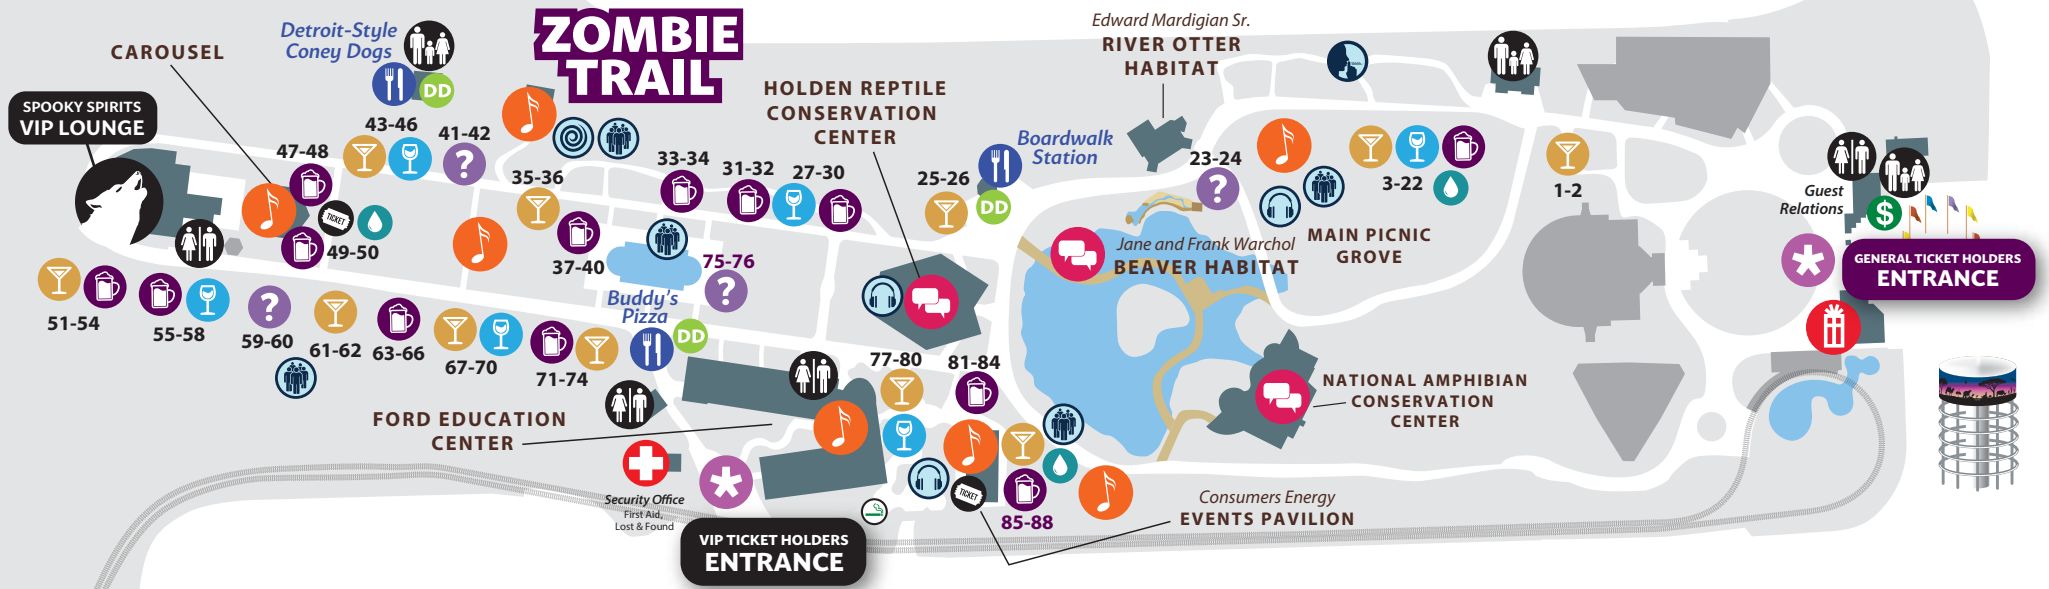 ZOMBIE
TRAIL
Detroit-Style
Coney Dogs
CAROUSEL
SPOOKY SPIRITS
VIP LOUNGE
DD
43-46
41-42
?
47-48
TICKET
49-50
35-36
37-40
33-34
31-32
27-30
HOLDEN REPTILE
CONSERVATION
CENTER
25-26
Boardwalk
Station
DD
Edward Mardigian Sr.
RIVER OTTER
HABITAT
23-24
?
3-22
1-2
MAIN PICNIC
GROVE
Jane and Frank Warchol
BEAVER HABITAT
Guest
Relations
$
*
GENERAL TICKET HOLDERS
ENTRANCE
51-54
55-58
?
59-60
61-62
63-66
67-70
71-74
75-76
?
Buddy's
Pizza
DD
77-80
81-84
85-88
TICKET
FORD EDUCATION
CENTER
NATIONAL AMPHIBIAN
CONSERVATION
CENTER
Security Office
First Aid,
Lost & Found
*
VIP TICKET HOLDERS
ENTRANCE
Consumers Energy
EVENTS PAVILION